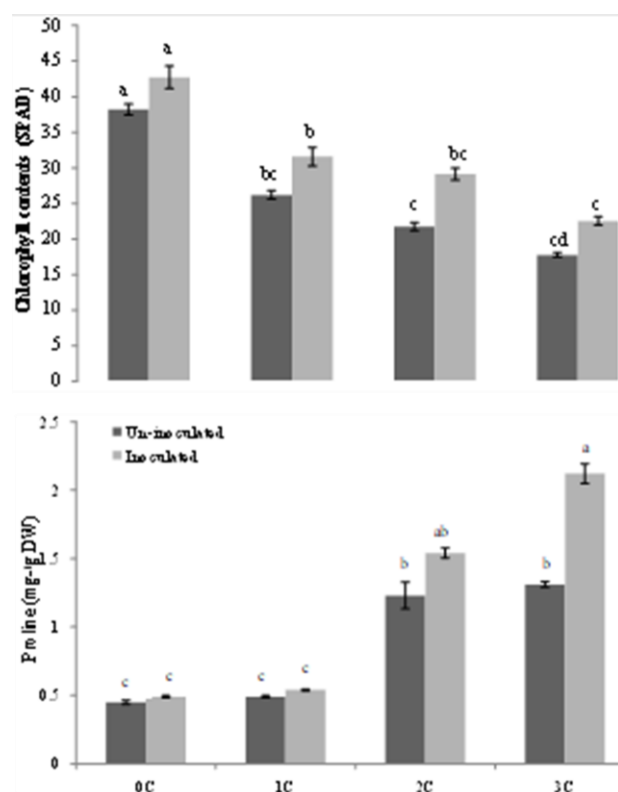 Chlorophyll contents (SPAD)
50
45
40
35
30
25
20
15
10
5
0
a
a
bc
b
c
bc
cd
c
Proline (mg-/g DW)
2.5
2
1.5
1
0.5
0
Un-inoculated
Inoculated
c
c
c
c
b
ab
b
a
0C
1C
2C
3C